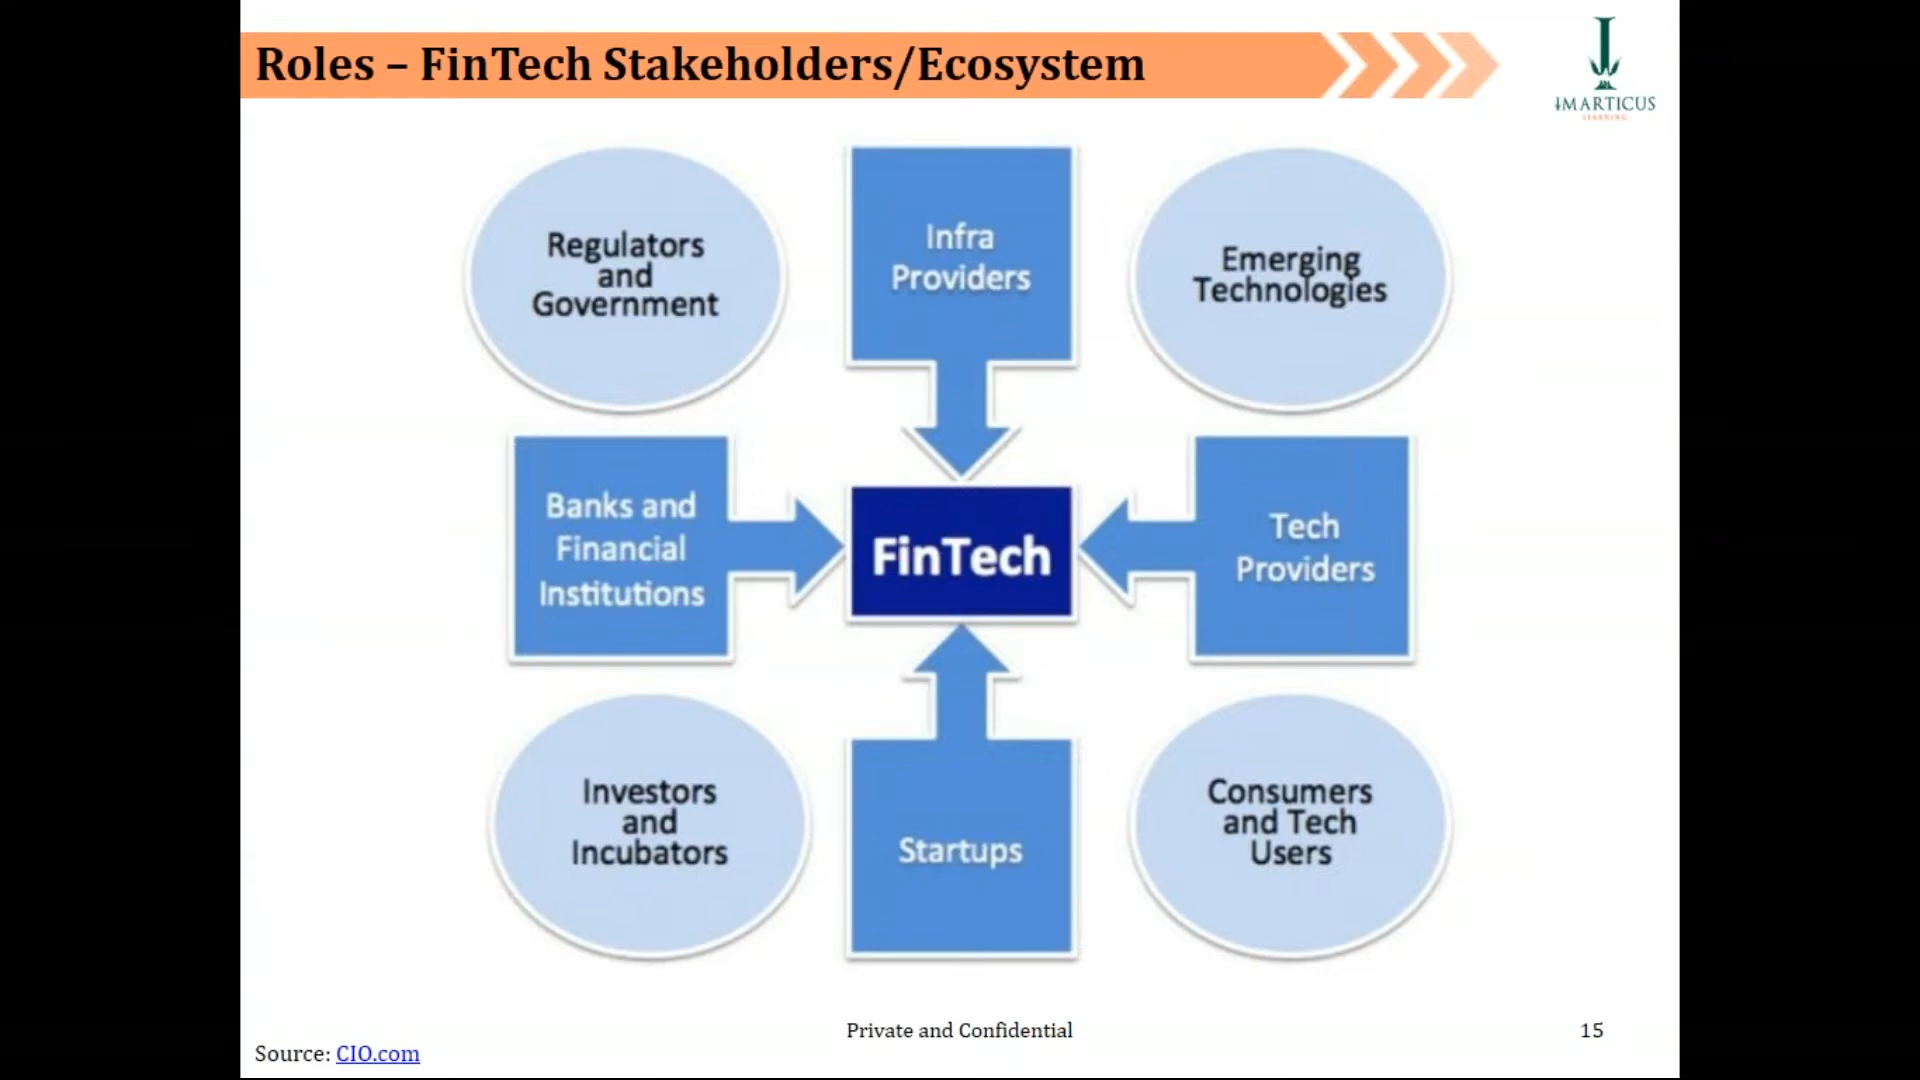 Roles – FinTech Stakeholders/Ecosystem
IMARTICUS
LEARNING
Regulators
and
Government
Infra
Providers
Emerging
Technologies
Banks and
Financial
Institutions
FinTech
Tech
Providers
Investors
and
Incubators
Startups
Consumers
and Tech
Users
Private and Confidential
15
Source: CIO.com